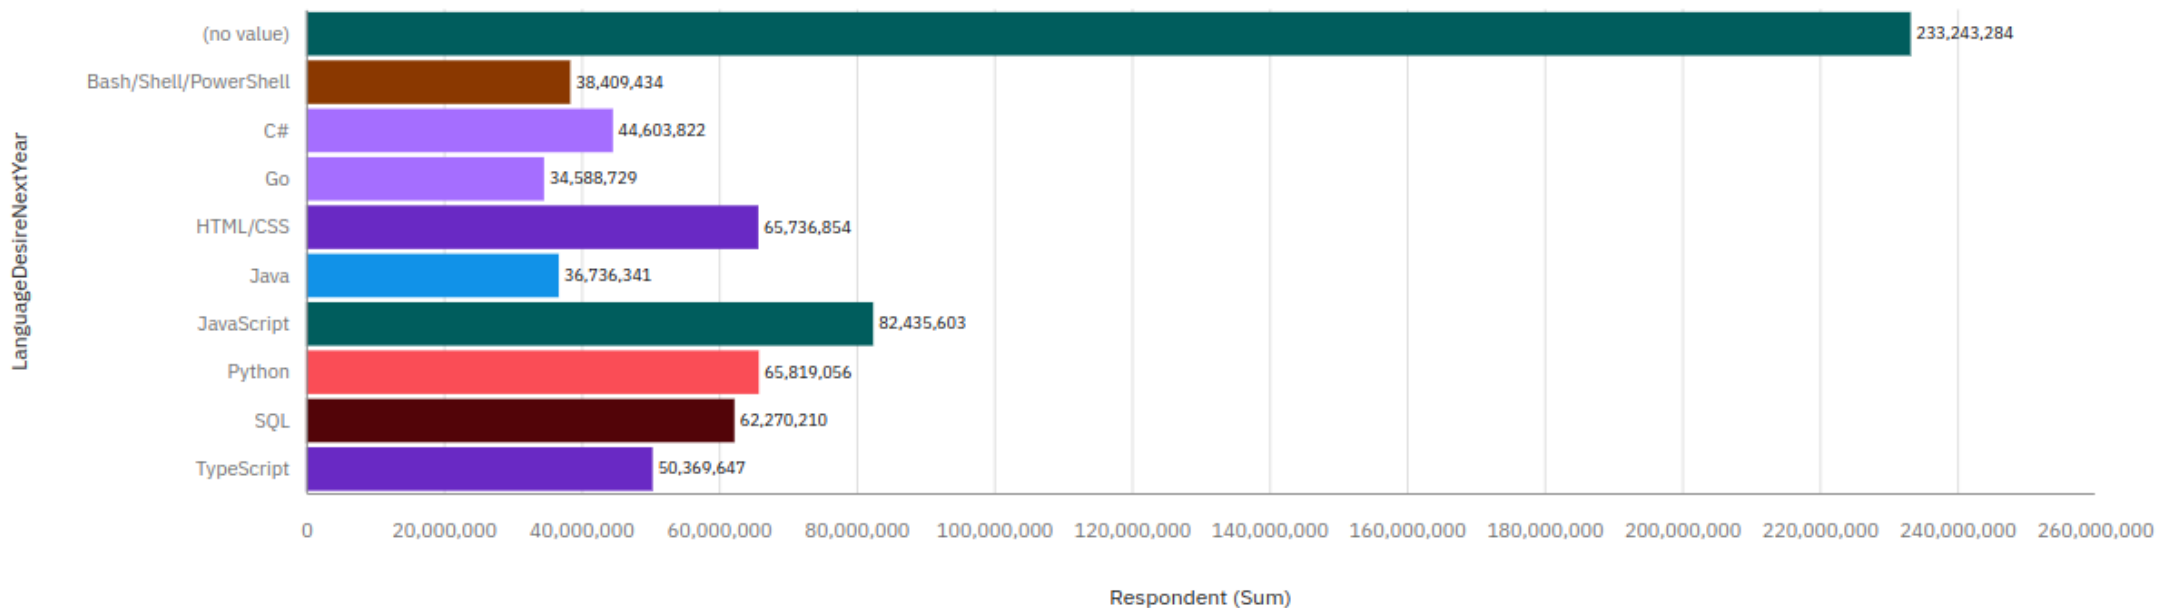 LanguageDesireNextYear
(no value) 233,243,284
Bash/Shell/PowerShell 38,409,434
C# 44,603,822
Go 34,588,729
HTML/CSS 65,736,854
Java 36,736,341
JavaScript 82,435,603
Python 65,819,056
SQL 62,270,210
TypeScript 50,369,647
0 20,000,000 40,000,000 60,000,000 80,000,000 100,000,000 120,000,000 140,000,000 160,000,000 180,000,000 200,000,000 220,000,000 240,000,000 260,000,000
Respondent (Sum)